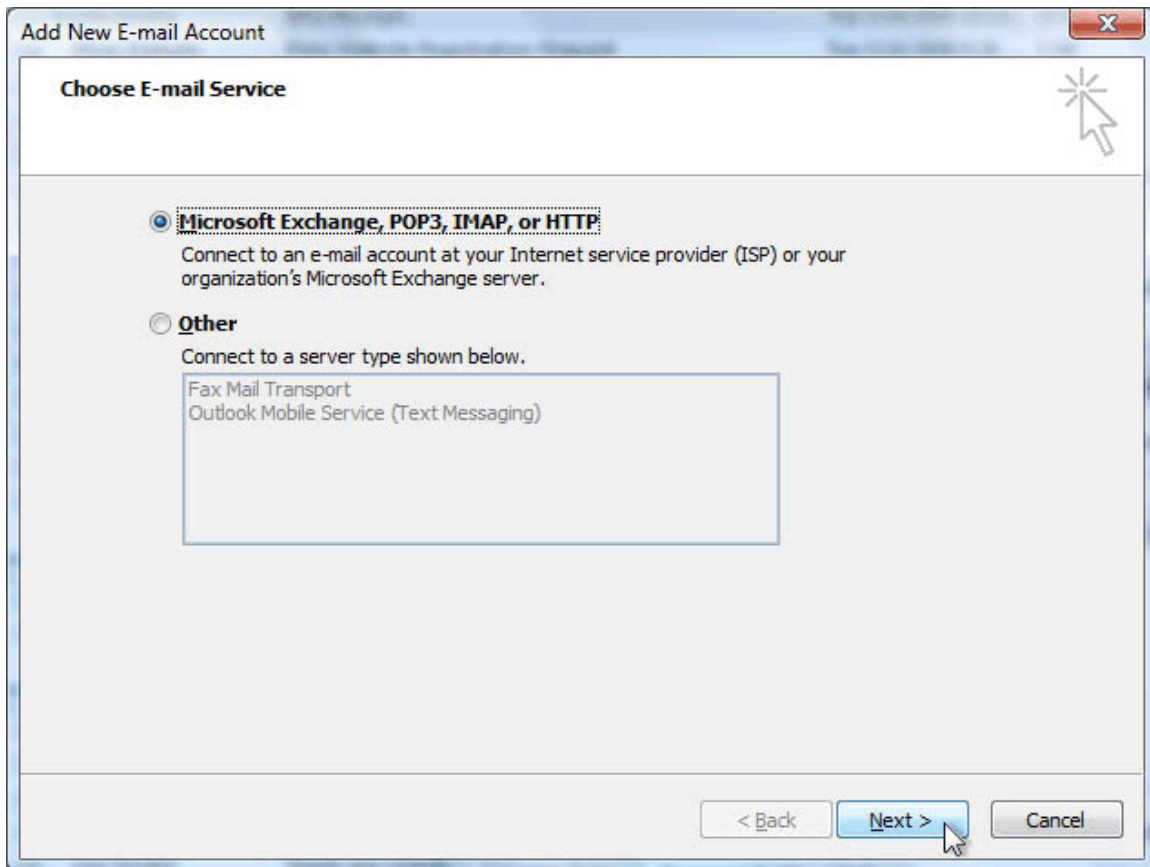 Add New E-mail Account
Choose E-mail Service
Microsoft Exchange, POP3, IMAP, or HTTP
Connect to an e-mail account at your Internet service provider (ISP) or your
organization's Microsoft Exchange server.
Other
Connect to a server type shown below.
Fax Mail Transport
Outlook Mobile Service (Text Messaging)
< Back
Next >
Cancel